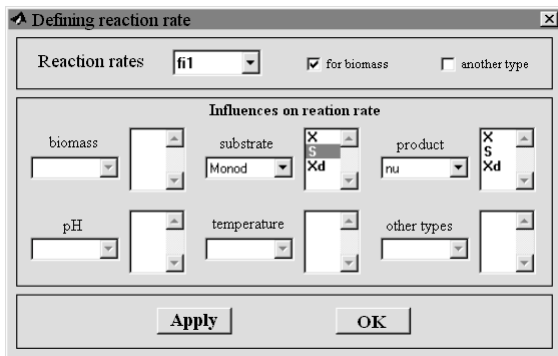 Defining reaction rate
Reaction rates fi1 for biomass another type
Influences on reation rate
biomass substrate Monod X S Xd product nu X S Xd
pH temperature other types
Apply OK